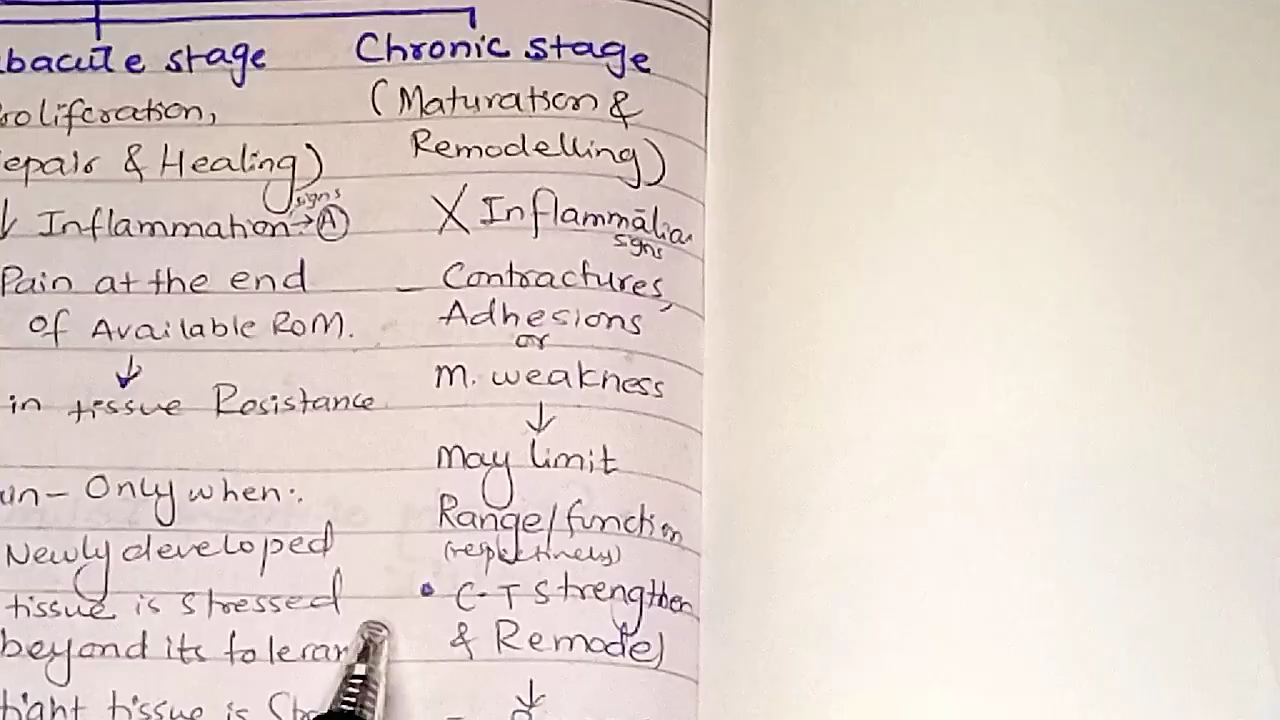 bacute stage
roliferation,
epair & Healing)
signs
↓ Inflammation → (A)
Pain at the end
of Available ROM.
↓
in tissue Resistance
in – Only when:
Newly developed
tissue is stressed
beyond its toleran
tight tissue is
Chronic stage
(Maturation &
Remodelling)
X Inflammation
signs
– Contractures,
Adhesions
or
m. weakness
↓
May limit
Range/function
(respectively)
• C-T Strengthen
& Remodel
↓